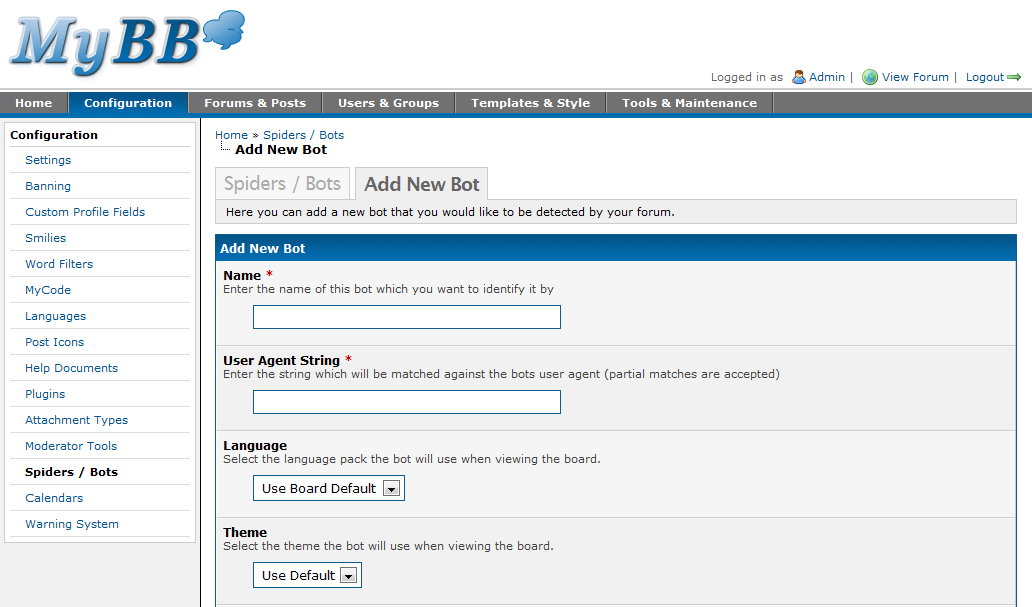 MyBB
Logged in as Admin | View Forum | Logout
Home Configuration Forums & Posts Users & Groups Templates & Style Tools & Maintenance
Configuration
Settings
Banning
Custom Profile Fields
Smilies
Word Filters
MyCode
Languages
Post Icons
Help Documents
Plugins
Attachment Types
Moderator Tools
Spiders / Bots
Calendars
Warning System
Home » Spiders / Bots
Add New Bot
Spiders / Bots Add New Bot
Here you can add a new bot that you would like to be detected by your forum.
Add New Bot
Name *
Enter the name of this bot which you want to identify it by
User Agent String *
Enter the string which will be matched against the bots user agent (partial matches are accepted)
Language
Select the language pack the bot will use when viewing the board.
Use Board Default
Theme
Select the theme the bot will use when viewing the board.
Use Default